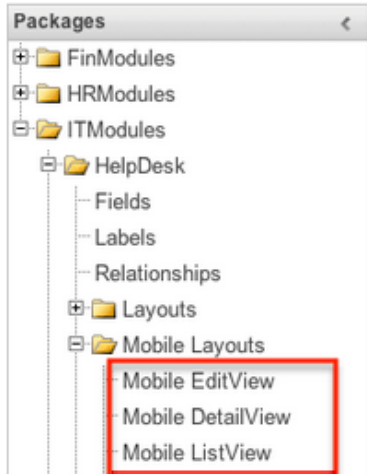 Packages
FinModules
HRModules
ITModules
HelpDesk
Fields
Labels
Relationships
Layouts
Mobile Layouts
Mobile EditView
Mobile DetailView
Mobile ListView